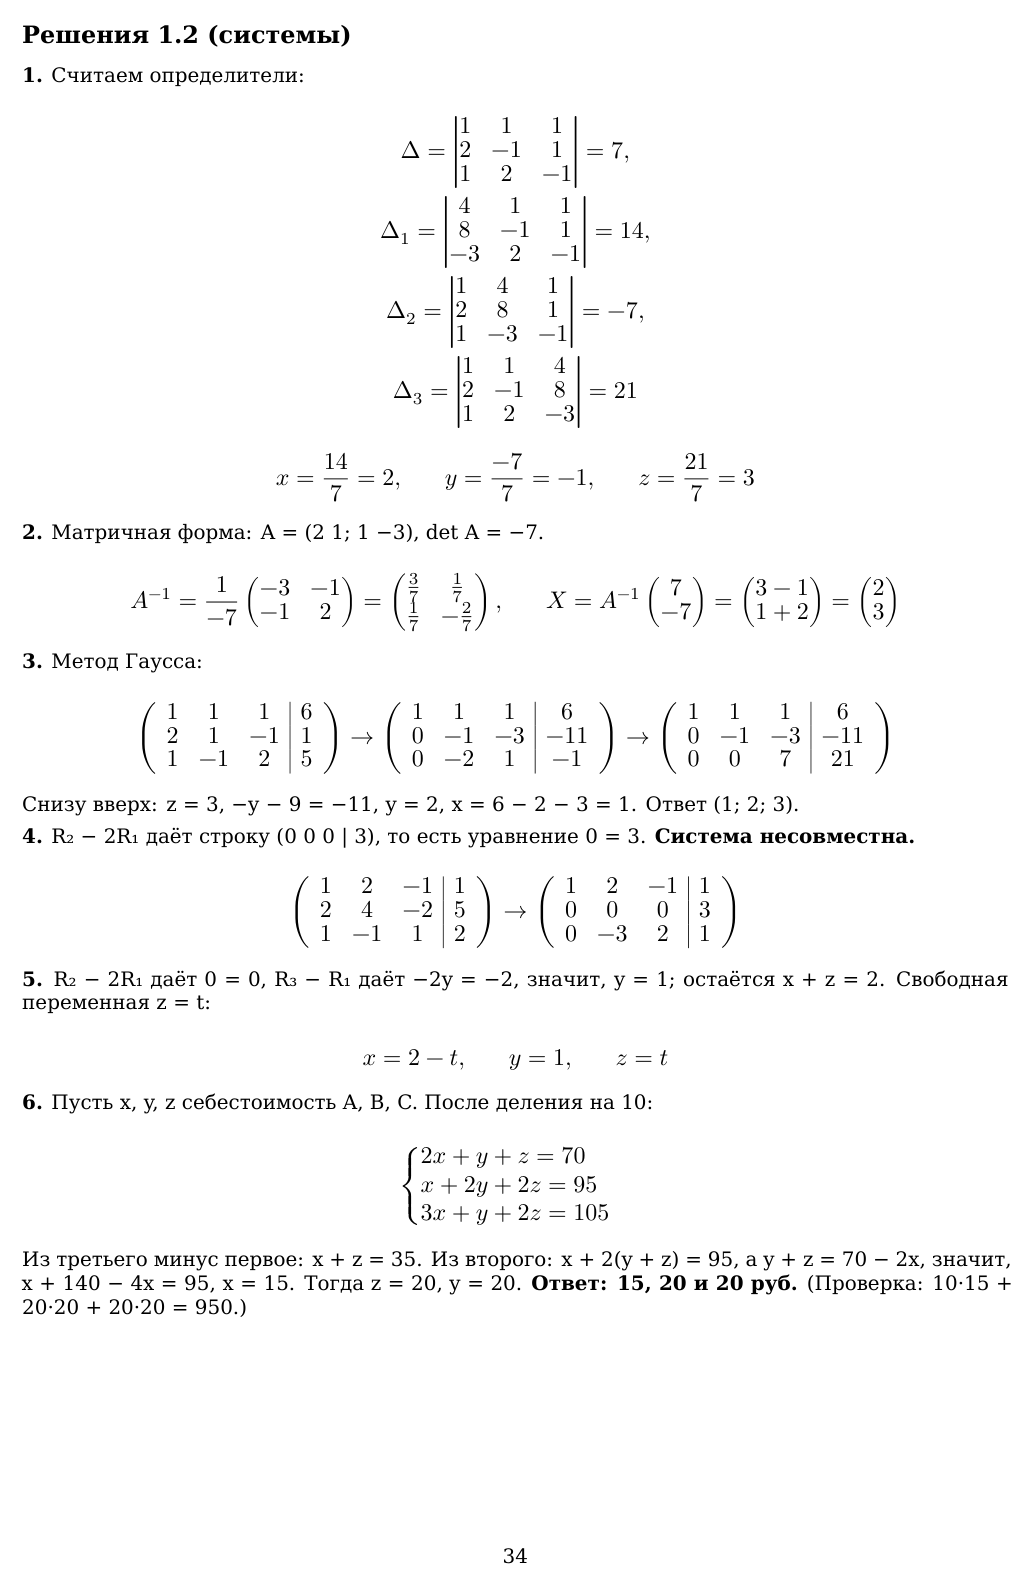 Решения 1.2 (системы)
1. Считаем определители:
Δ = |1 1 1; 2 −1 1; 1 2 −1| = 7,
Δ₁ = |4 1 1; 8 −1 1; −3 2 −1| = 14,
Δ₂ = |1 4 1; 2 8 1; 1 −3 −1| = −7,
Δ₃ = |1 1 4; 2 −1 8; 1 2 −3| = 21
x = 14/7 = 2, y = −7/7 = −1, z = 21/7 = 3
2. Матричная форма: A = (2 1; 1 −3), det A = −7.
A⁻¹ = 1/−7 (−3 −1; −1 2) = (3/7 1/7; 1/7 −2/7), X = A⁻¹ (7; −7) = (3 − 1; 1 + 2) = (2; 3)
3. Метод Гаусса:
(1 1 1 | 6; 2 1 −1 | 1; 1 −1 2 | 5) → (1 1 1 | 6; 0 −1 −3 | −11; 0 −2 1 | −1) → (1 1 1 | 6; 0 −1 −3 | −11; 0 0 7 | 21)
Снизу вверх: z = 3, −y − 9 = −11, y = 2, x = 6 − 2 − 3 = 1. Ответ (1; 2; 3).
4. R₂ − 2R₁ даёт строку (0 0 0 | 3), то есть уравнение 0 = 3. Система несовместна.
(1 2 −1 | 1; 2 4 −2 | 5; 1 −1 1 | 2) → (1 2 −1 | 1; 0 0 0 | 3; 0 −3 2 | 1)
5. R₂ − 2R₁ даёт 0 = 0, R₃ − R₁ даёт −2y = −2, значит, y = 1; остаётся x + z = 2. Свободная
переменная z = t:
x = 2 − t, y = 1, z = t
6. Пусть x, y, z себестоимость A, B, C. После деления на 10:
{2x + y + z = 70
x + 2y + 2z = 95
3x + y + 2z = 105
Из третьего минус первое: x + z = 35. Из второго: x + 2(y + z) = 95, а y + z = 70 − 2x, значит,
x + 140 − 4x = 95, x = 15. Тогда z = 20, y = 20. Ответ: 15, 20 и 20 руб. (Проверка: 10·15 +
20·20 + 20·20 = 950.)
34